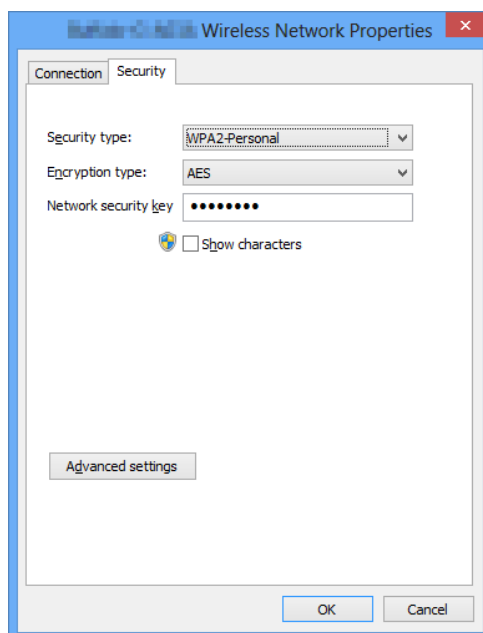 Wireless Network Properties
Connection Security
Security type: WPA2-Personal
Encryption type: AES
Network security key ●●●●●●●●
Show characters
Advanced settings
OK Cancel